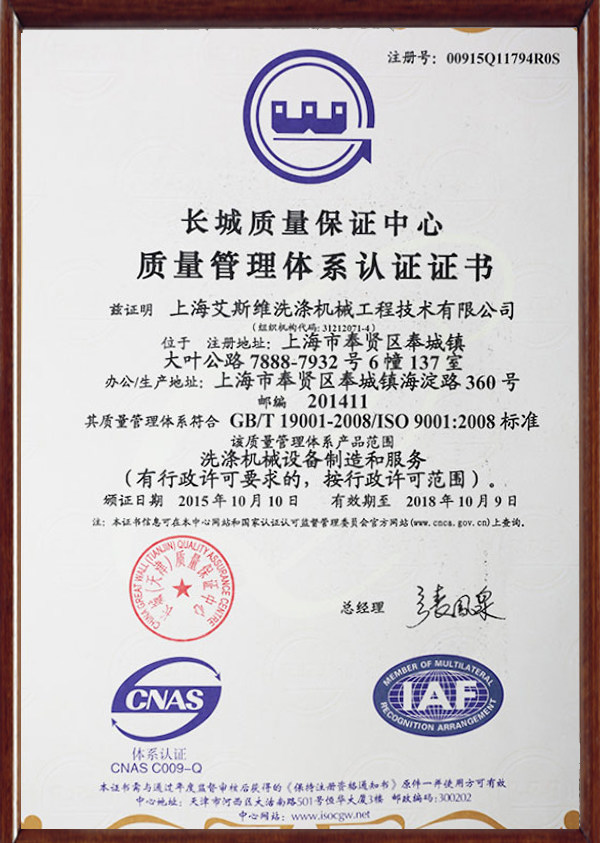 注册号：00915Q11794R0S
长城质量保证中心
质量管理体系认证证书
兹证明 上海艾斯维洗涤机械工程技术有限公司
（组织机构代码：31212071-4）
位于 注册地址：上海市奉贤区奉城镇
大叶公路 7888-7932 号 6 幢 137 室
办公/生产地址：上海市奉贤区奉城镇海淀路 360 号
邮编 201411
其质量管理体系符合 GB/T 19001-2008/ISO 9001:2008 标准
该质量管理体系产品范围
洗涤机械设备制造和服务
（有行政许可要求的，按行政许可范围）。
颁证日期 2015 年 10 月 10 日 有效期至 2018 年 10 月 9 日
注：本证书信息可在本中心网站和国家认证认可监督管理委员会官方网站(www.cnca.gov.cn)上查询。
CHINA GREAT WALL (TIANJIN) QUALITY ASSURANCE CENTRE
长城(天津)质量保证中心
总经理
CNAS
体系认证
CNAS C009-Q
MEMBER OF MULTILATERAL
IAF
RECOGNITION ARRANGEMENT
本证书需与通过年度监督审核后获得的《保持注册资格通知书》原件一并使用方可有效
中心地址：天津市河西区大沽南路501号恒华大厦3楼 邮政编码：300202
中心网站：www.isocgw.net